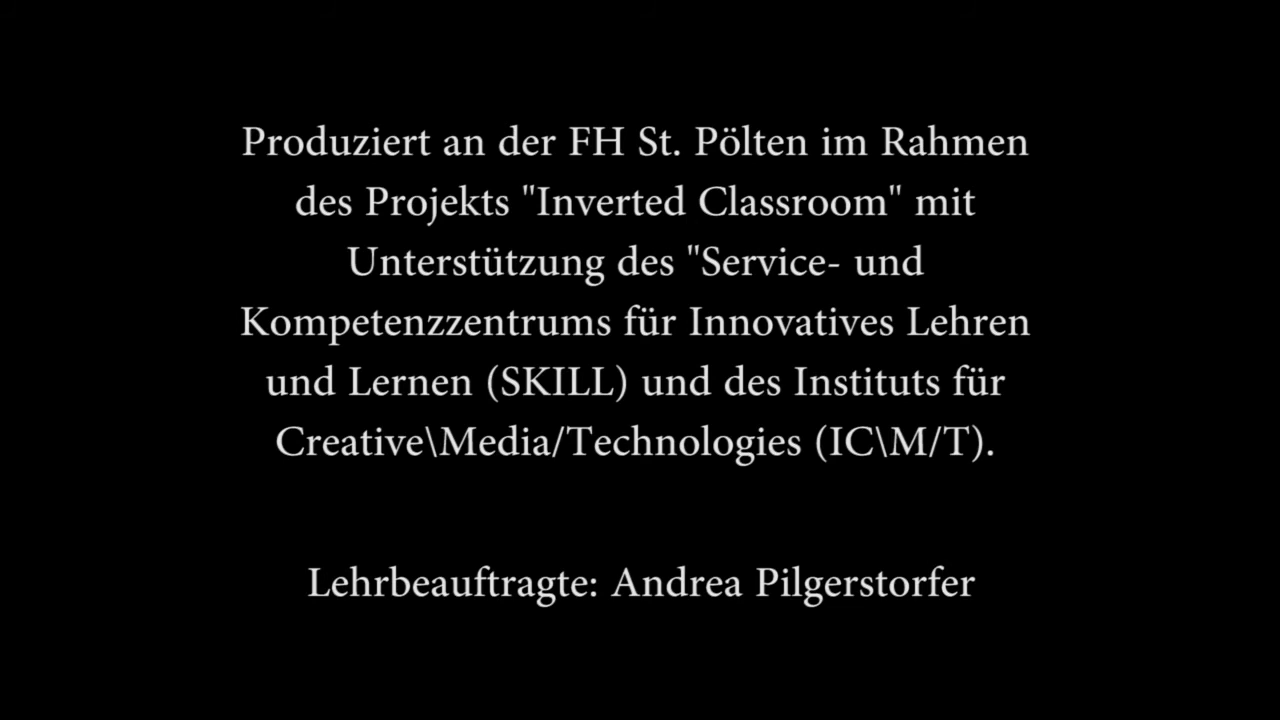 Produziert an der FH St. Pölten im Rahmen
des Projekts "Inverted Classroom" mit
Unterstützung des "Service- und
Kompetenzzentrums für Innovatives Lehren
und Lernen (SKILL) und des Instituts für
Creative\Media/Technologies (IC\M/T).
Lehrbeauftragte: Andrea Pilgerstorfer